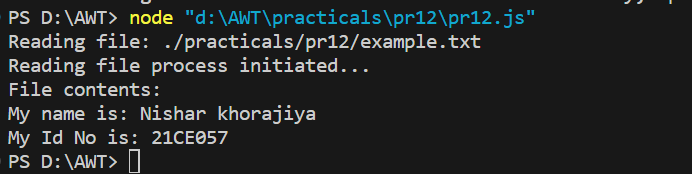 PS D:\AWT> node "d:\AWT\practicals\pr12\pr12.js"
Reading file: ./practicals/pr12/example.txt
Reading file process initiated...
File contents:
My name is: Nishar khorajiya
My Id No is: 21CE057
PS D:\AWT>